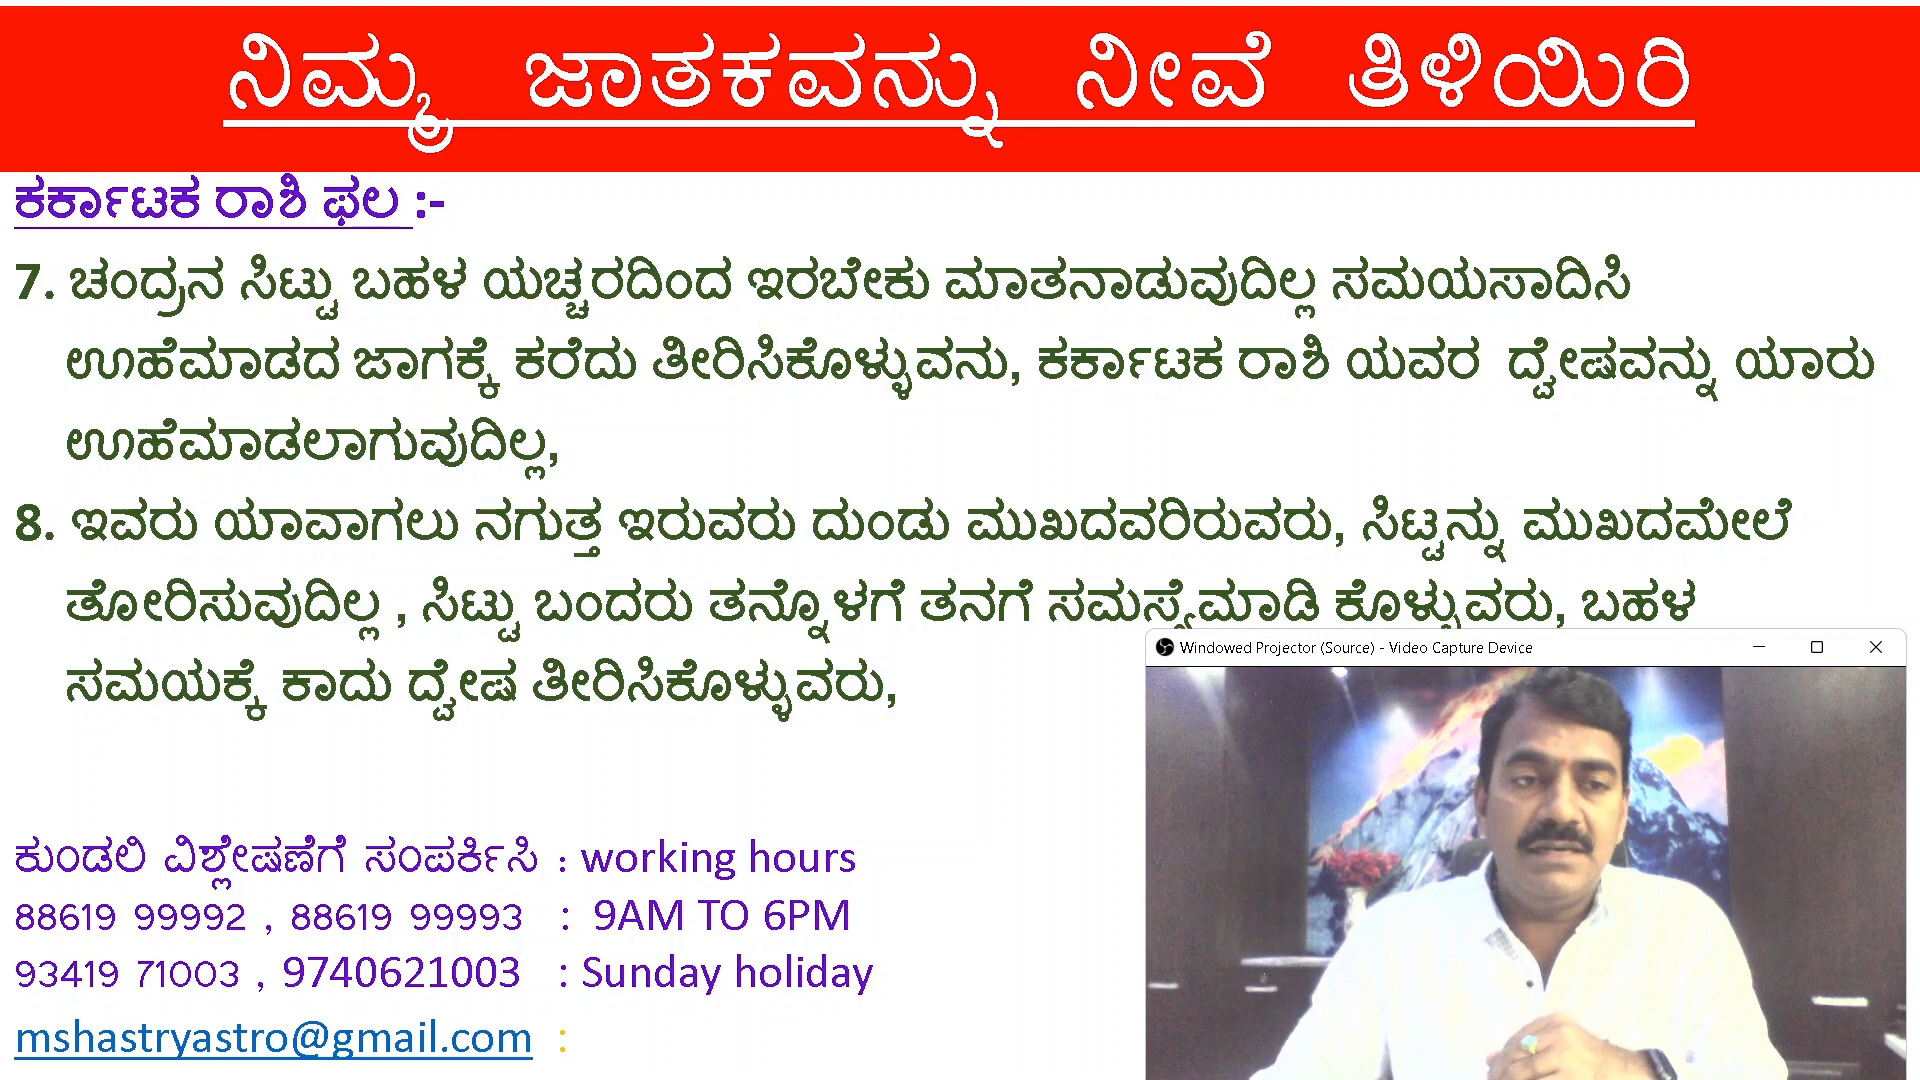 ನಿಮ್ಮ ಜಾತಕವನ್ನು ನೀವೆ ತಿಳಿಯಿರಿ
ಕರ್ಕಾಟಕ ರಾಶಿ ಫಲ :-
7. ಚಂದ್ರನ ಸಿಟ್ಟು ಬಹಳ ಯಚ್ಚರದಿಂದ ಇರಬೇಕು ಮಾತನಾಡುವುದಿಲ್ಲ ಸಮಯಸಾದಿಸಿ
ಉಹೆಮಾಡದ ಜಾಗಕ್ಕೆ ಕರೆದು ತೀರಿಸಿಕೊಳ್ಳುವನು, ಕರ್ಕಾಟಕ ರಾಶಿ ಯವರ ದ್ವೇಷವನ್ನು ಯಾರು
ಉಹೆಮಾಡಲಾಗುವುದಿಲ್ಲ,
8. ಇವರು ಯಾವಾಗಲು ನಗುತ್ತ ಇರುವರು ದುಂಡು ಮುಖದವರಿರುವರು, ಸಿಟ್ಟನ್ನು ಮುಖದಮೇಲೆ
ತೋರಿಸುವುದಿಲ್ಲ , ಸಿಟ್ಟು ಬಂದರು ತನ್ನೊಳಗೆ ತನಗೆ ಸಮಸ್ಯೆಮಾಡಿ ಕೊಳ್ಳುವರು, ಬಹಳ
ಸಮಯಕ್ಕೆ ಕಾದು ದ್ವೇಷ ತೀರಿಸಿಕೊಳ್ಳುವರು,
Windowed Projector (Source) - Video Capture Device
ಕುಂಡಲಿ ವಿಶ್ಲೇಷಣೆಗೆ ಸಂಪರ್ಕಿಸಿ : working hours
88619 99992 , 88619 99993 : 9AM TO 6PM
93419 71003 , 9740621003 : Sunday holiday
mshastryastro@gmail.com :